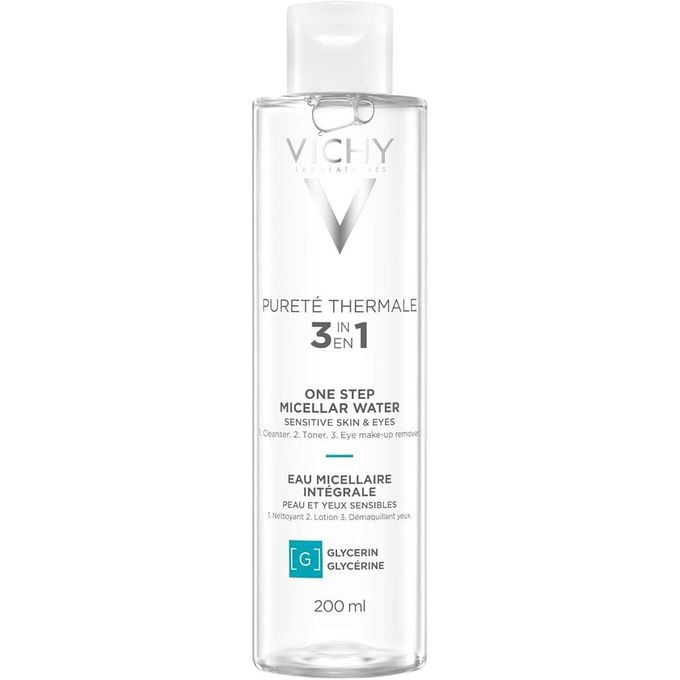 VICHY
LABORATOIRES
PURETÉ THERMALE
3 IN EN 1
ONE STEP
MICELLAR WATER
SENSITIVE SKIN & EYES
1. Cleanser. 2. Toner. 3. Eye make-up remover.
EAU MICELLAIRE
INTÉGRALE
PEAU ET YEUX SENSIBLES
1. Nettoyant 2. Lotion 3. Démaquillant yeux.
[G] GLYCERIN
GLYCÉRINE
200 ml